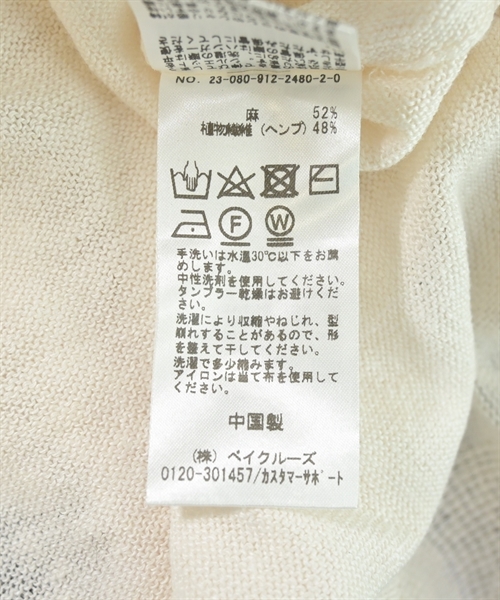 NO. 23-080-912-2480-2-0
麻 52%
植物繊維 (ヘンプ) 48%
F W
手洗いは水温30℃以下をお薦
めします。
中性洗剤を使用してください。
タンブラー乾燥はお避けくださ
い。
洗濯により収縮やねじれ、型
崩れすることがあるので、形
を整えて干してください。
洗濯で多少縮みます。
アイロンは当て布を使用してく
ださい。
中国製
(株) ベイクルーズ
0120-301457/カスタマーサポート